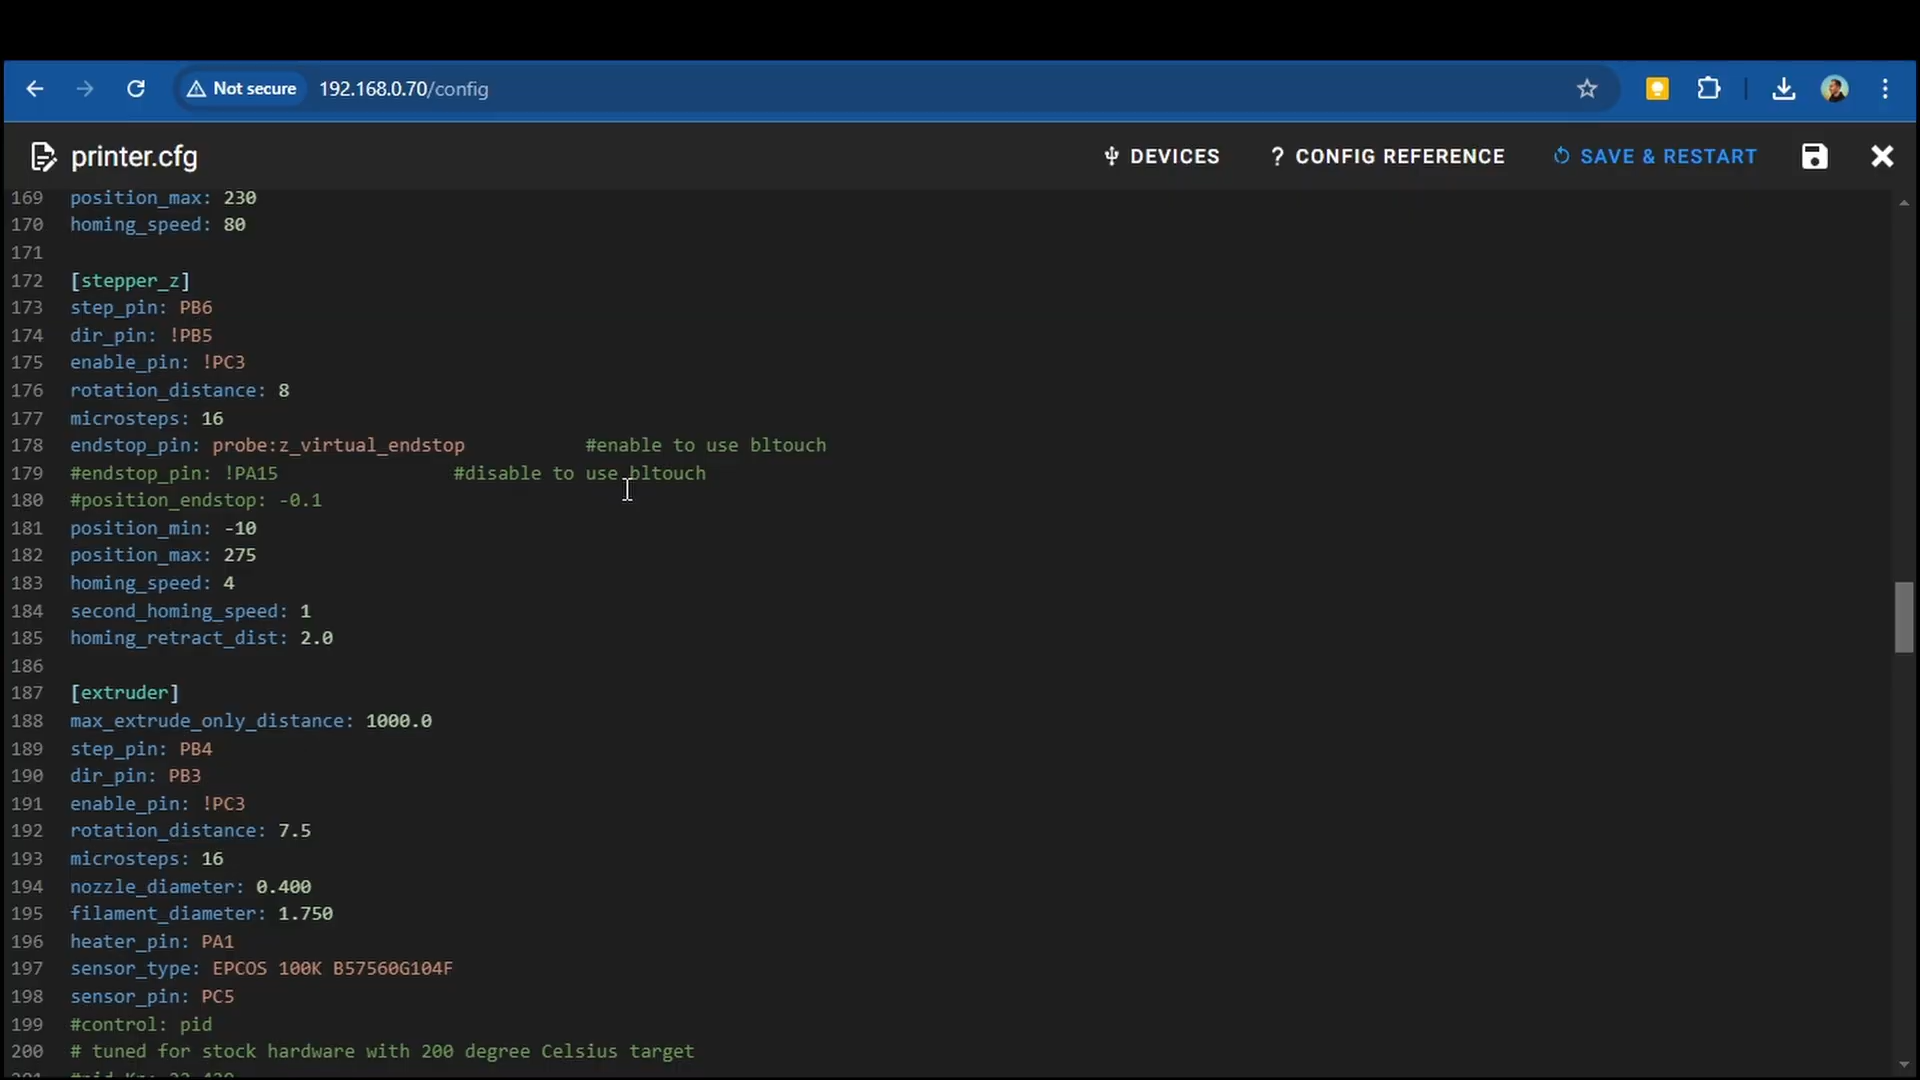 Not secure 192.168.0.70/config
printer.cfg DEVICES ? CONFIG REFERENCE SAVE & RESTART
169 position_max: 230
170 homing_speed: 80
171
172 [stepper_z]
173 step_pin: PB6
174 dir_pin: !PB5
175 enable_pin: !PC3
176 rotation_distance: 8
177 microsteps: 16
178 endstop_pin: probe:z_virtual_endstop #enable to use bltouch
179 #endstop_pin: !PA15 #disable to use bltouch
180 #position_endstop: -0.1
181 position_min: -10
182 position_max: 275
183 homing_speed: 4
184 second_homing_speed: 1
185 homing_retract_dist: 2.0
186
187 [extruder]
188 max_extrude_only_distance: 1000.0
189 step_pin: PB4
190 dir_pin: PB3
191 enable_pin: !PC3
192 rotation_distance: 7.5
193 microsteps: 16
194 nozzle_diameter: 0.400
195 filament_diameter: 1.750
196 heater_pin: PA1
197 sensor_type: EPCOS 100K B57560G104F
198 sensor_pin: PC5
199 #control: pid
200 # tuned for stock hardware with 200 degree Celsius target